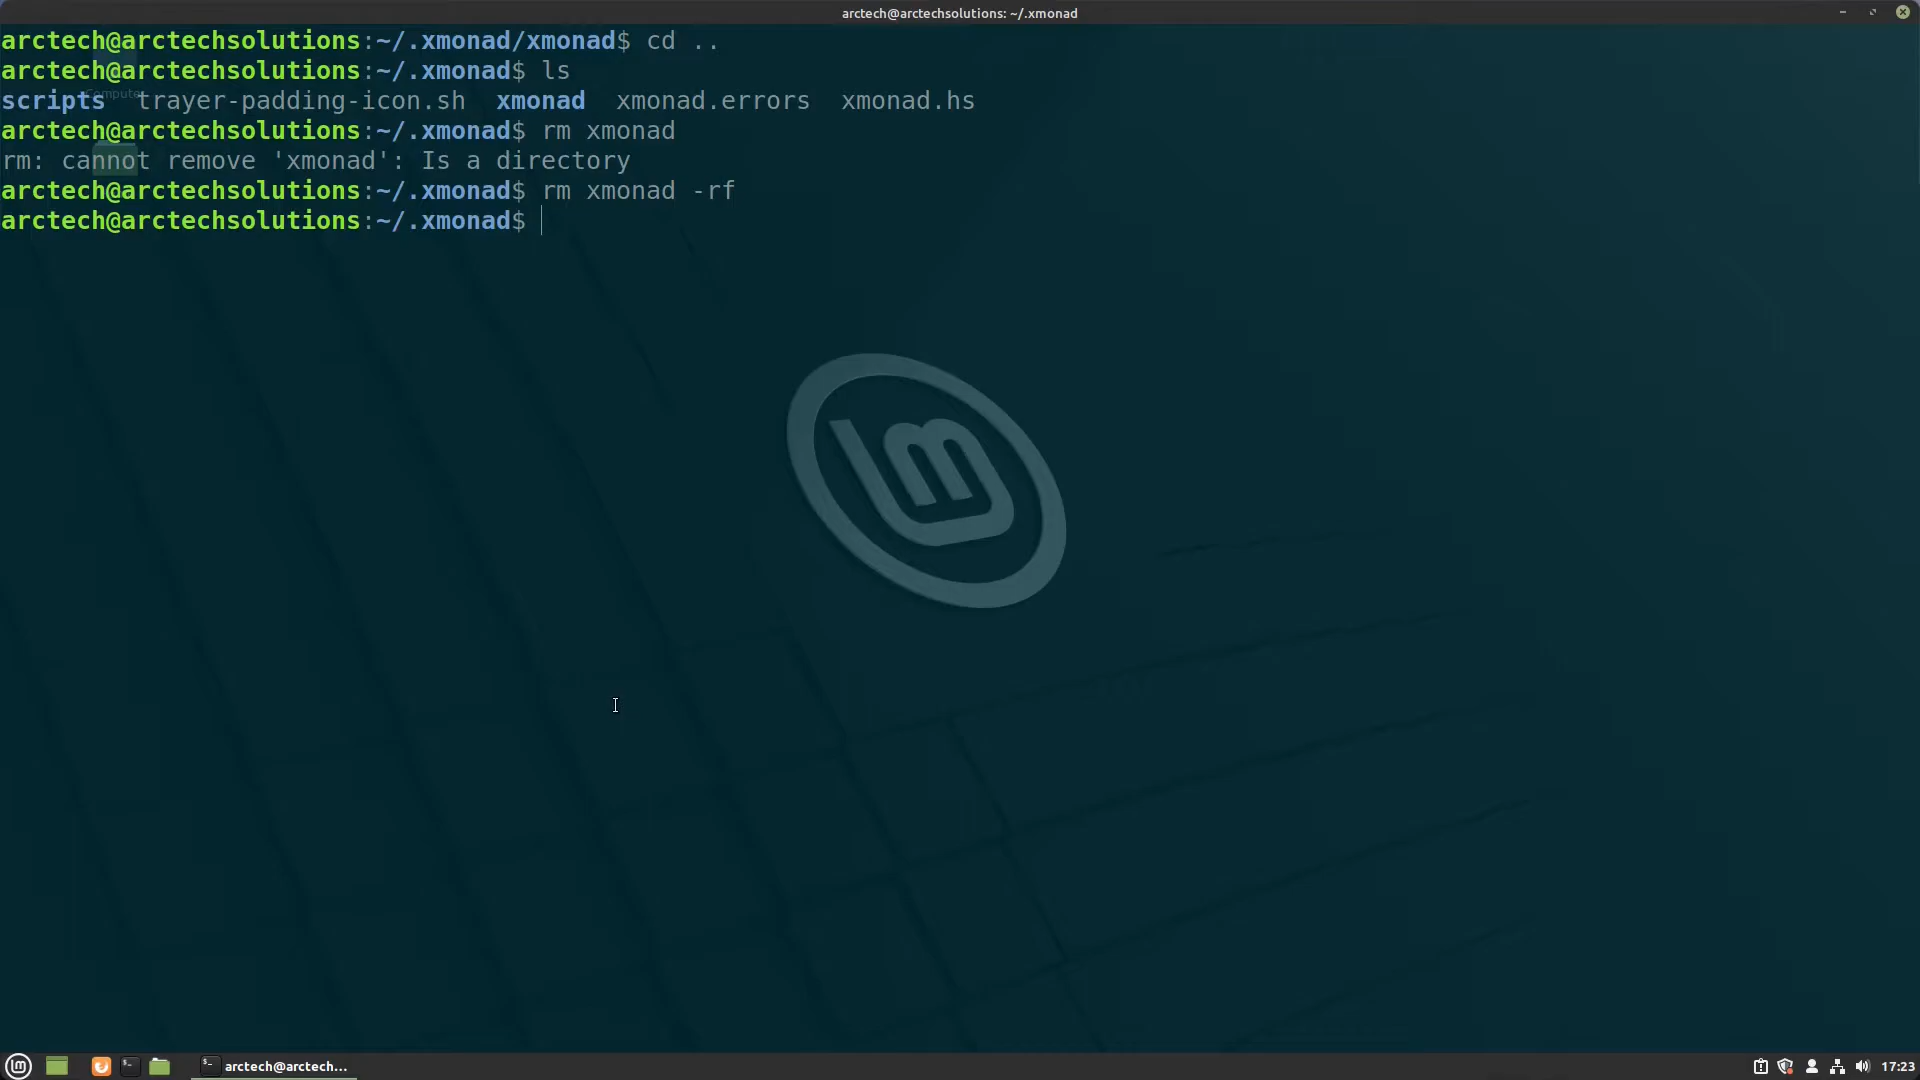 arctech@arctechsolutions: ~/.xmonad
arctech@arctechsolutions:~/.xmonad/xmonad$ cd ..
arctech@arctechsolutions:~/.xmonad$ ls
Computer
scripts  trayer-padding-icon.sh  xmonad  xmonad.errors  xmonad.hs
arctech@arctechsolutions:~/.xmonad$ rm xmonad
rm: cannot remove 'xmonad': Is a directory
arctech@arctechsolutions:~/.xmonad$ rm xmonad -rf
arctech@arctechsolutions:~/.xmonad$
lm
arctech@arctech...
17:23